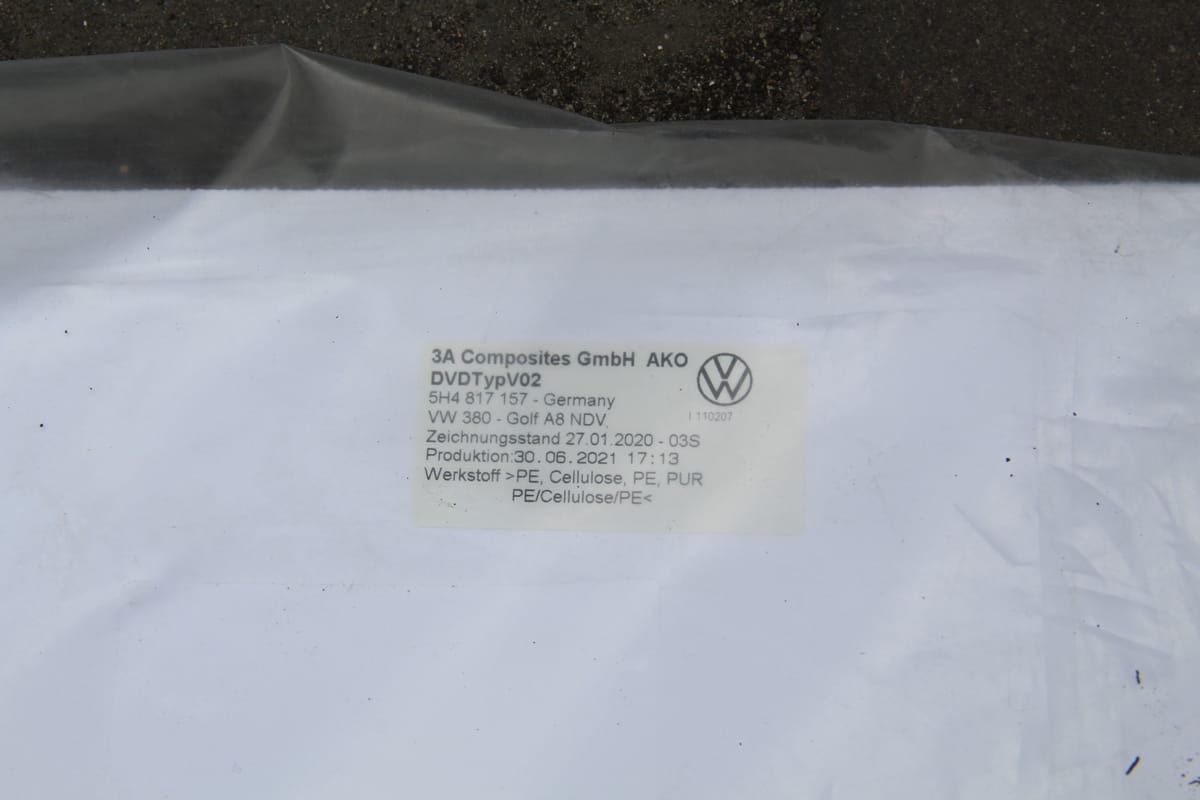 3A Composites GmbH AKO
DVDTypV02
5H4 817 157 - Germany
VW 380 - Golf A8 NDV
I 110207
Zeichnungsstand 27.01.2020 - 03S
Produktion:30.06.2021 17:13
Werkstoff >PE, Cellulose, PE, PUR
PE/Cellulose/PE<